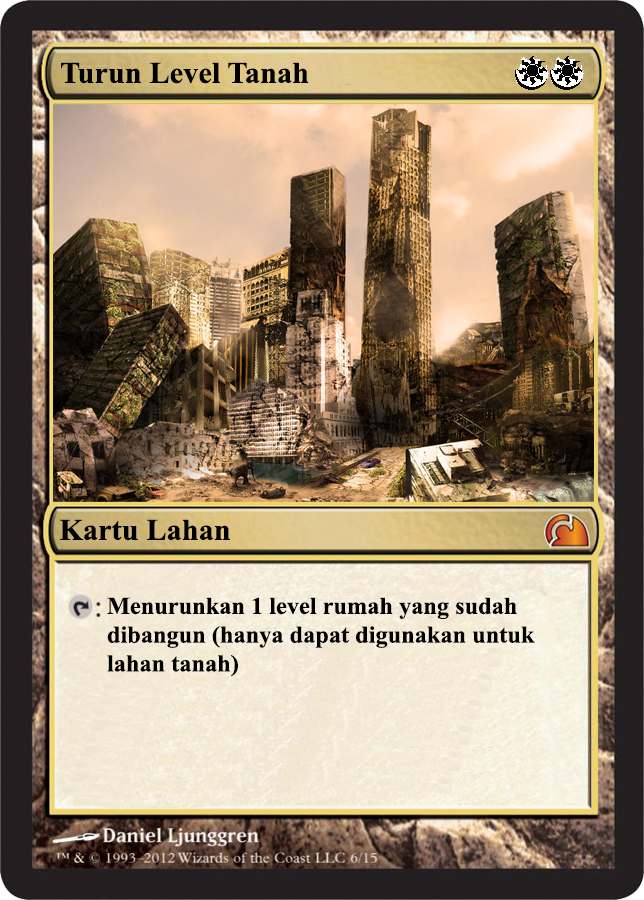 Turun Level Tanah
Kartu Lahan
: Menurunkan 1 level rumah yang sudah
dibangun (hanya dapat digunakan untuk
lahan tanah)
Daniel Ljunggren
™ & © 1993–2012 Wizards of the Coast LLC 6/15